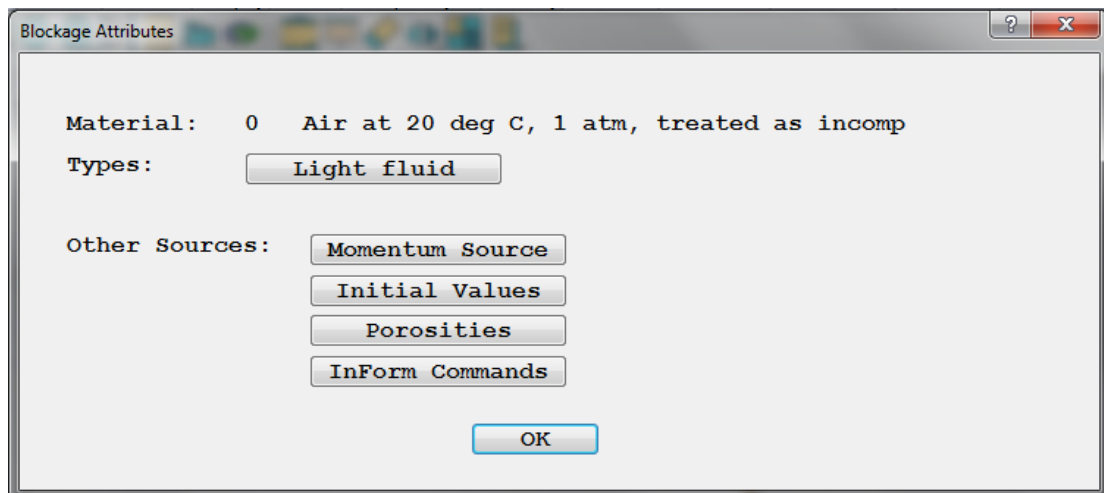 Blockage Attributes
?
X
Material: 0 Air at 20 deg C, 1 atm, treated as incomp
Types: Light fluid
Other Sources: Momentum Source
Initial Values
Porosities
InForm Commands
OK